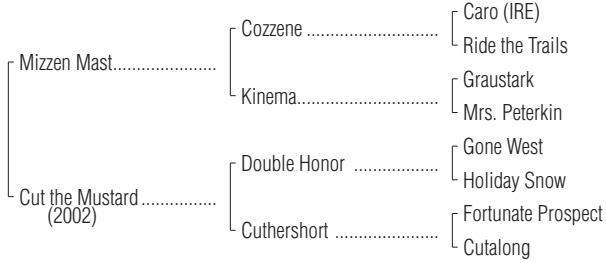 Caro (IRE)
Cozzene ......................
Ride the Trails
Mizzen Mast.....................
Graustark
Kinema.............................
Mrs. Peterkin
Gone West
Double Honor .................
Holiday Snow
Cut the Mustard ...............
(2002)
Fortunate Prospect
Cuthershort .....................
Cutalong